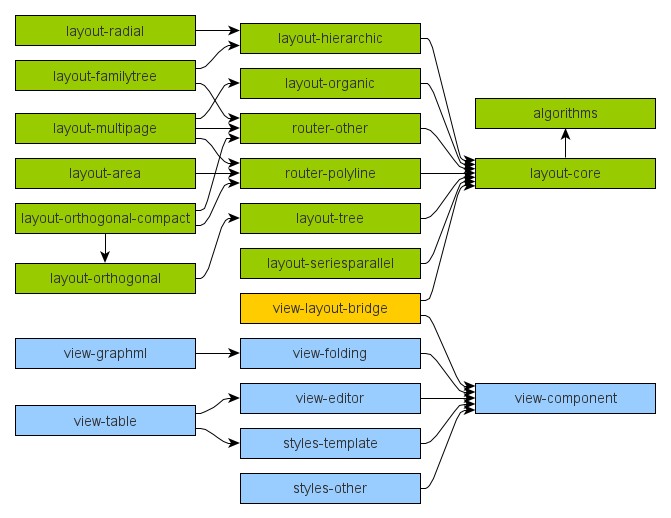 layout-radial
layout-familytree
layout-multipage
layout-area
layout-orthogonal-compact
layout-orthogonal
view-graphml
view-table
layout-hierarchic
layout-organic
router-other
router-polyline
layout-tree
layout-seriesparallel
view-layout-bridge
view-folding
view-editor
styles-template
styles-other
algorithms
layout-core
view-component